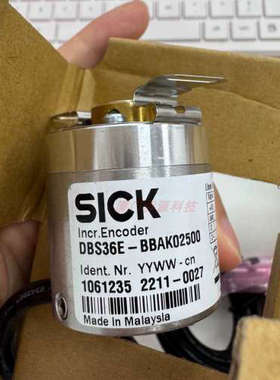 SICK
Incr.Encoder
DBS36E-BBAK02500
Ident. Nr. YYWW-cn
1061235 2211-0027
Made in Malaysia